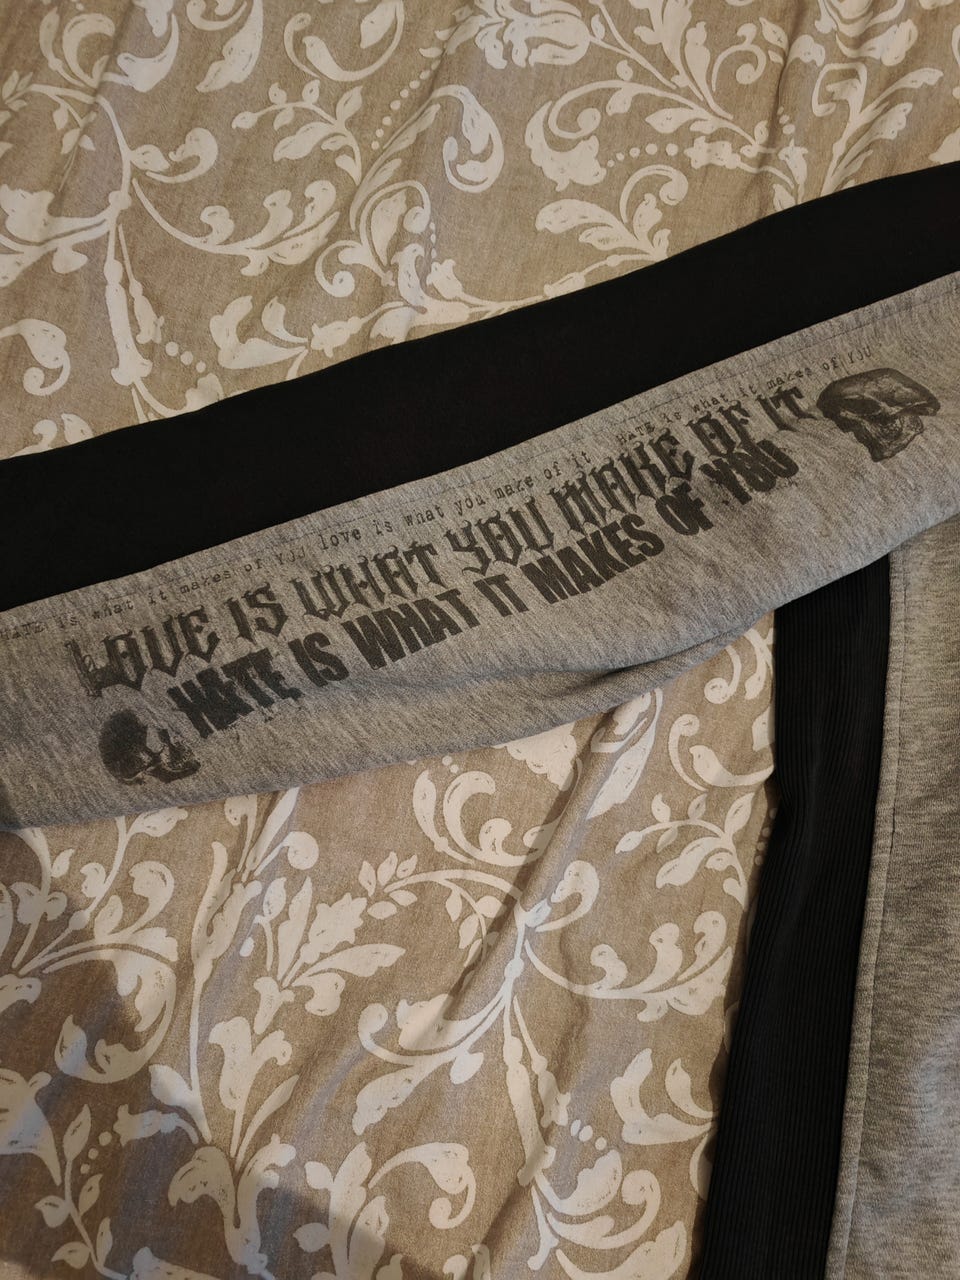 HATE is what it makes of YOU love is what you make of it HATE is what it makes of YOU
LOVE IS WHAT YOU MAKE OF IT
HATE IS WHAT IT MAKES OF YOU